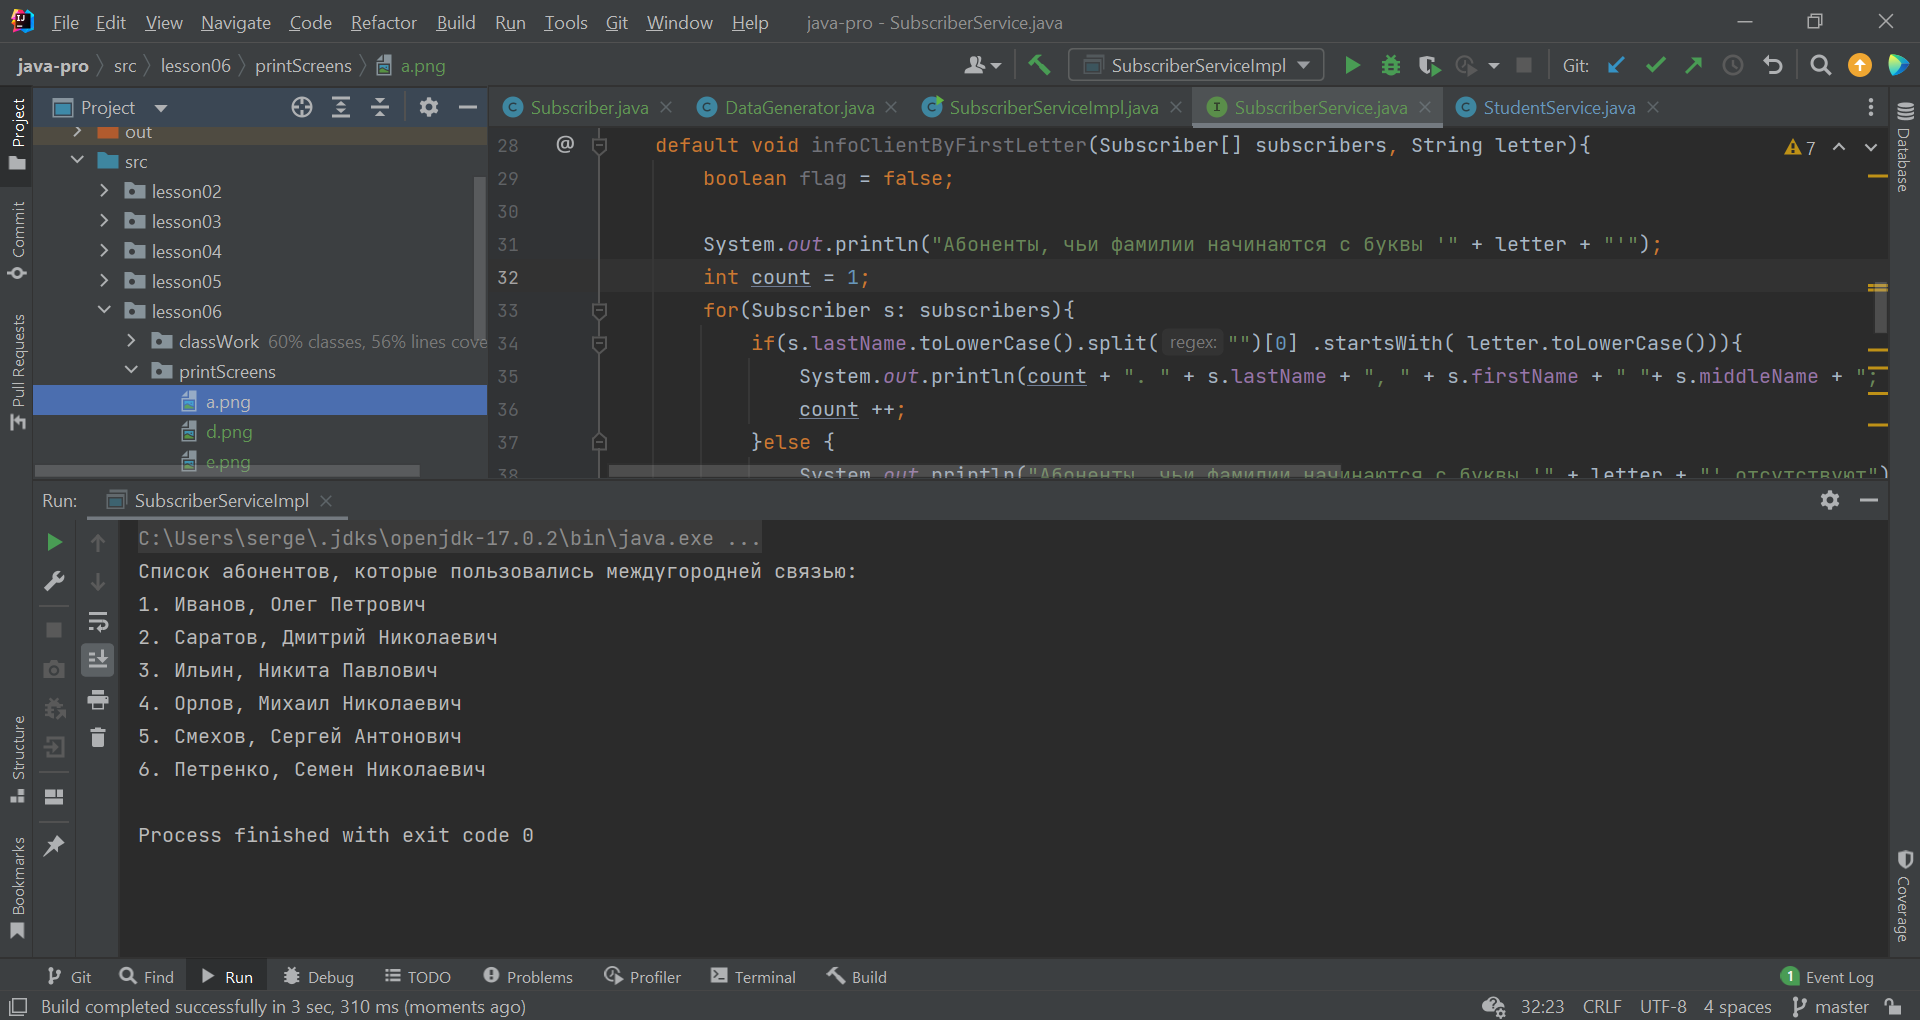 File Edit View Navigate Code Refactor Build Run Tools Git Window Help java-pro - SubscriberService.java
java-pro src lesson06 printScreens a.png SubscriberServiceImpl Git:
Project Subscriber.java DataGenerator.java SubscriberServiceImpl.java SubscriberService.java StudentService.java
Project
Commit
Pull Requests
Structure
Bookmarks
out
src
lesson02
lesson03
lesson04
lesson05
lesson06
classWork 60% classes, 56% lines cove
printScreens
a.png
d.png
e.png
28 @ default void infoClientByFirstLetter(Subscriber[] subscribers, String letter){ 7
29 boolean flag = false;
30
31 System.out.println("Абоненты, чьи фамилии начинаются с буквы '" + letter + "'");
32 int count = 1;
33 for(Subscriber s: subscribers){
34 if(s.lastName.toLowerCase().split( regex: "")[0] .startsWith( letter.toLowerCase())){
35 System.out.println(count + ". " + s.lastName + ", " + s.firstName + " "+ s.middleName + ";
36 count ++;
37 }else {
38 System.out.println("Абоненты, чьи фамилии начинаются с буквы '" + letter + "' отсутствуют")
Database
Coverage
Run: SubscriberServiceImpl
C:\Users\serge\.jdks\openjdk-17.0.2\bin\java.exe ...
Список абонентов, которые пользовались междугородней связью:
1. Иванов, Олег Петрович
2. Саратов, Дмитрий Николаевич
3. Ильин, Никита Павлович
4. Орлов, Михаил Николаевич
5. Смехов, Сергей Антонович
6. Петренко, Семен Николаевич
Process finished with exit code 0
Git Find Run Debug TODO Problems Profiler Terminal Build 1 Event Log
Build completed successfully in 3 sec, 310 ms (moments ago) 32:23 CRLF UTF-8 4 spaces master